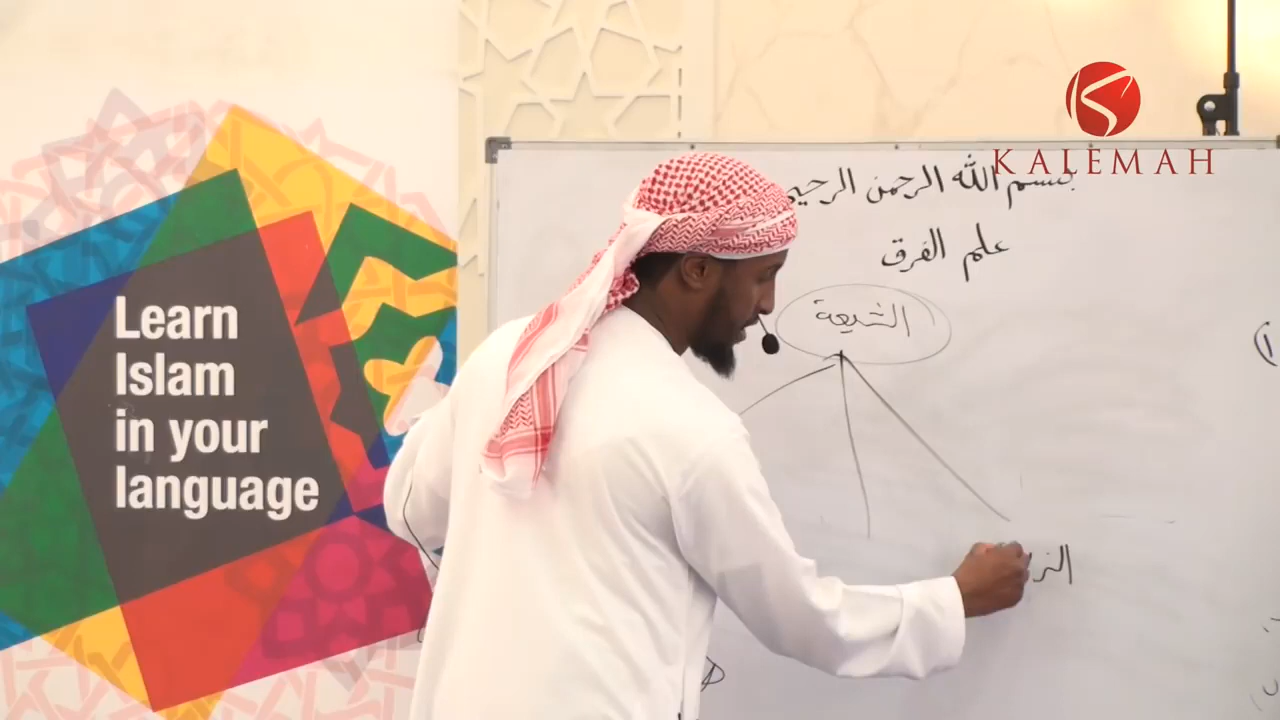 Learn
Islam
in your
language
KALEMAH
بسم الله الرحمن الرحيم
علم الفرق
الشيعة